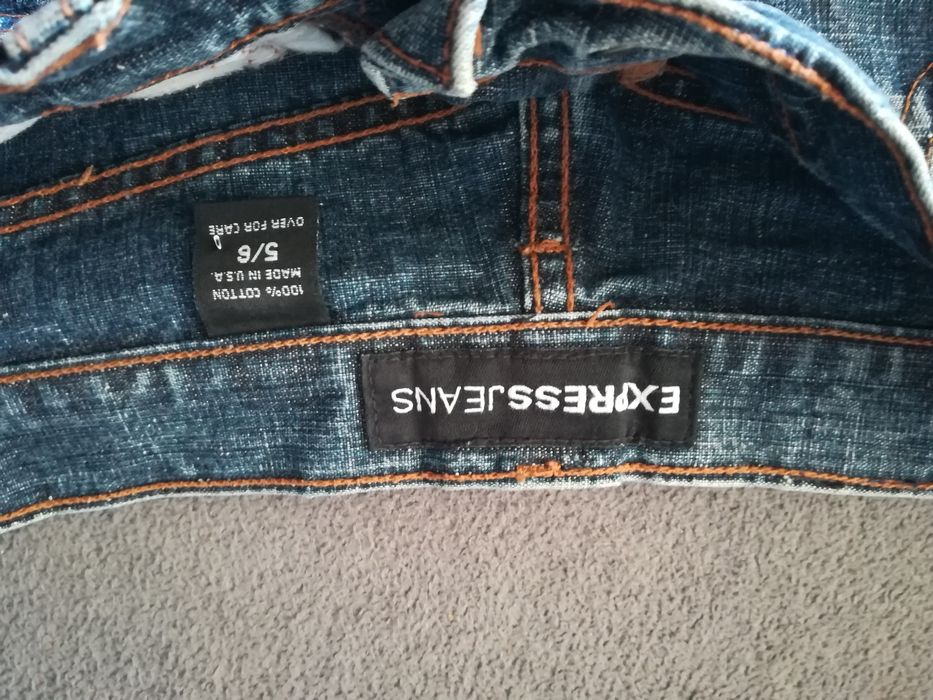 EXPRESSJEANS
100% COTTON
MADE IN U.S.A.
5/6
OVER FOR CARE